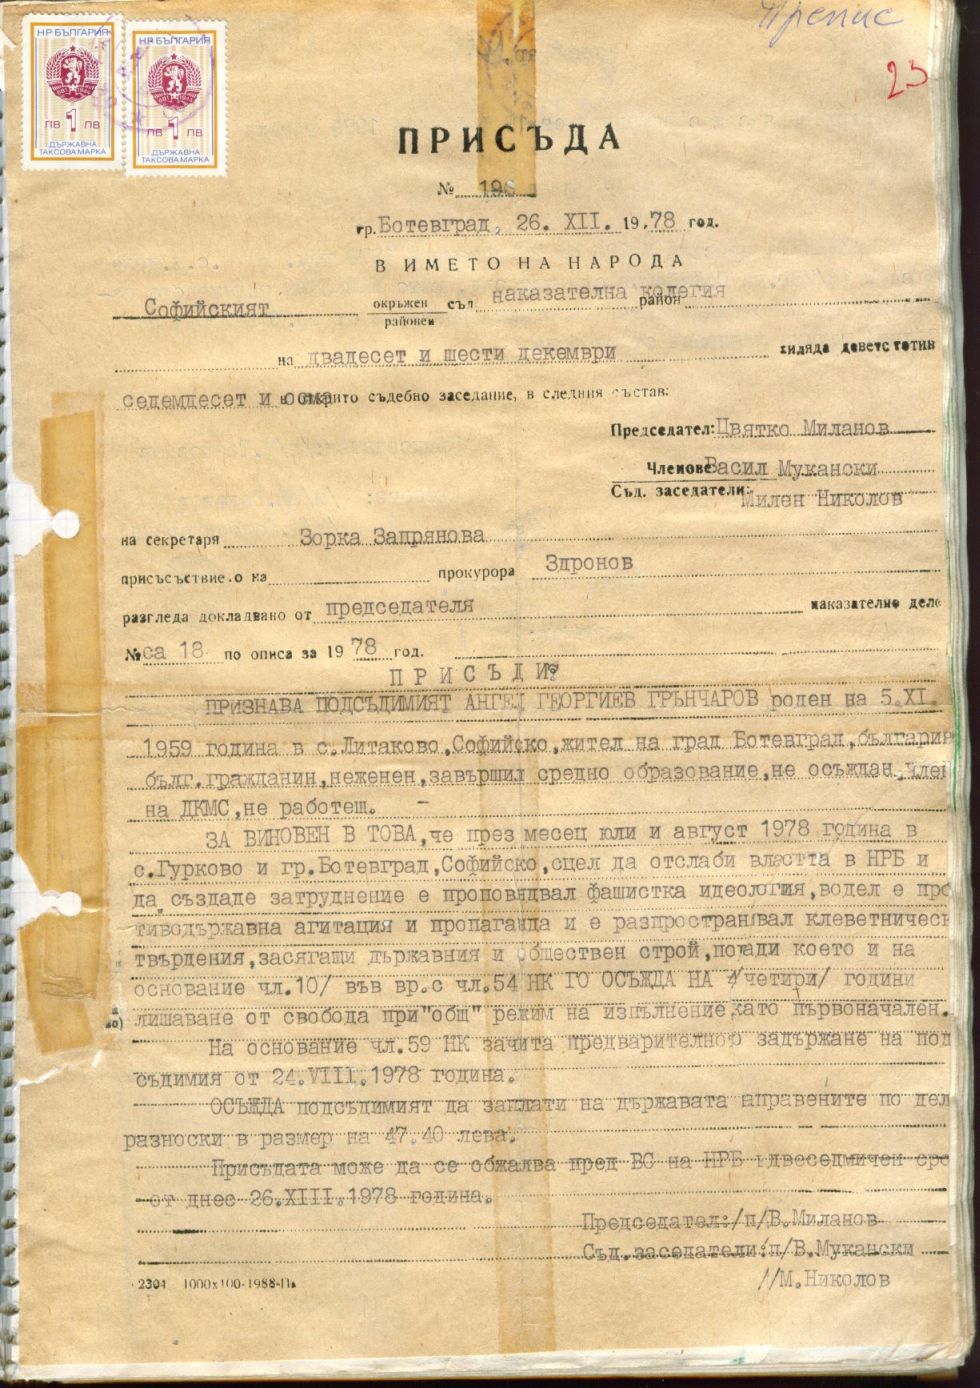 Препис
23
НР БЪЛГАРИЯ
ЛВ 1 ЛВ
ДЪРЖАВНА
ТАКСОВА МАРКА
НР БЪЛГАРИЯ
ЛВ 1 ЛВ
ДЪРЖАВНА
ТАКСОВА МАРКА
ПРИСЪДА
№
гр. Ботевград, 26. XII. 1978 год.
В ИМЕТО НА НАРОДА
Софийският окръжен съд наказателна колегия район
районен
на двадесет и шести декември хиляда деветстотин
седемдесет и осма в открито съдебно заседание, в следния състав:
Председател: Цвятко Миланов
Членове Васил Мукански
Съд. заседатели: Милен Николов
на секретаря Зорка Запрянова
присъсъствие.о на прокурора Здронов
разгледа докладвано от председателя наказателно дело
№ са 18 по описа за 1978 год.
ПРИСЪДИ:
ПРИЗНАВА ПОДСЪДИМИЯТ АНГЕЛ ГЕОРГИЕВ ГРЪНЧАРОВ роден на 5.XI.
1959 година в с.Литаково,Софийско,жител на град Ботевград,българин
бълг.гражданин,неженен,завършил средно образование,не осъждан,член
на ДКМС,не работещ. -
ЗА ВИНОВЕН В ТОВА,че през месец юли и август 1978 година в
с.Гурково и гр.Ботевград,Софийско,сцел да отслаби властта в НРБ и
да създаде затруднение е проповядвал фашистка идеология,водел е про
тиводържавна агитация и пропаганда и е разпространявал клеветническ
твърдения,засягащи държавния и обществен строй,поради което и на
основание чл.10/ във вр.с чл.54 НК ГО ОСЪЖДА НА 4/четири/ години
лишаване от свобода при"общ" режим на изпълнение,като първоначален.
На основание чл.59 НК зачита предварителното задържане на под
съдимия от 24.VIII.1978 година.
ОСЪЖДА подсъдимият да заплати на държавата направените по дел
разноски в размер на 47.40 лева.
Присъдата може да се обжалва пред ВС на НРБ в двеседмичен сро
от днес 26.XIII.1978 година.
Председател:/п/В.Миланов
Съд.заседатели:/п/В.Мукански
//М.Николов
2304 1000х100-1988-П.